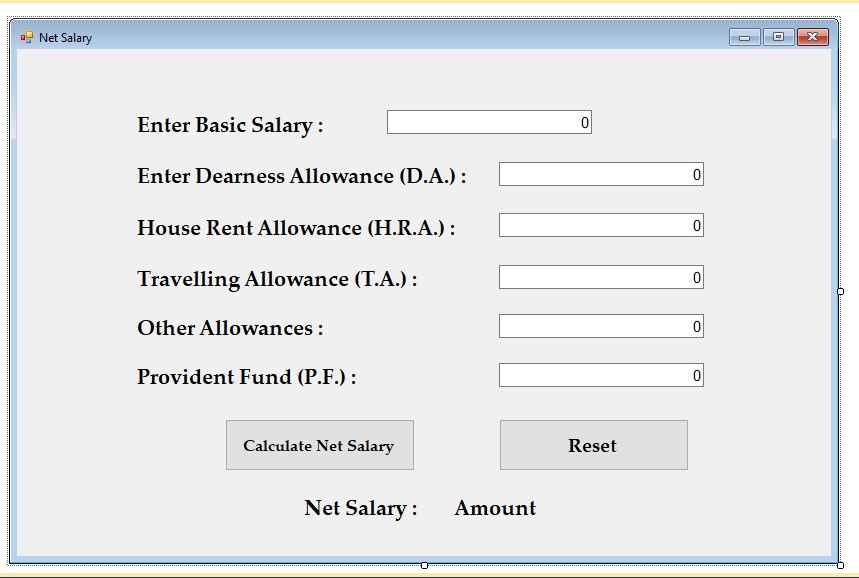 Net Salary
Enter Basic Salary : 0
Enter Dearness Allowance (D.A.) : 0
House Rent Allowance (H.R.A.) : 0
Travelling Allowance (T.A.) : 0
Other Allowances : 0
Provident Fund (P.F.) : 0
Calculate Net Salary Reset
Net Salary : Amount